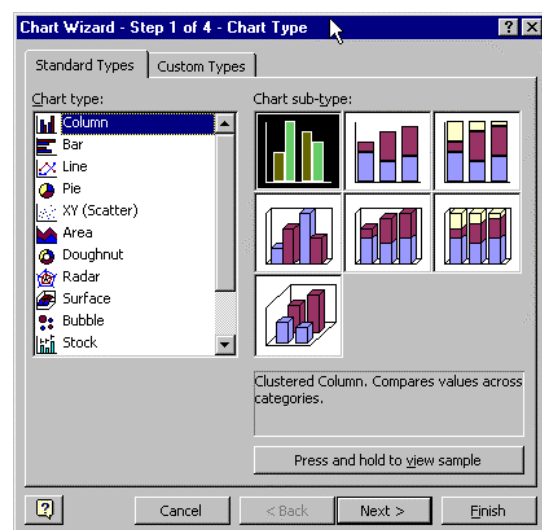 Chart Wizard - Step 1 of 4 - Chart Type
Standard Types
Custom Types
Chart type:
Column
Bar
Line
Pie
XY (Scatter)
Area
Doughnut
Radar
Surface
Bubble
Stock
Chart sub-type:
Clustered Column. Compares values across
categories.
Press and hold to view sample
Cancel
< Back
Next >
Finish